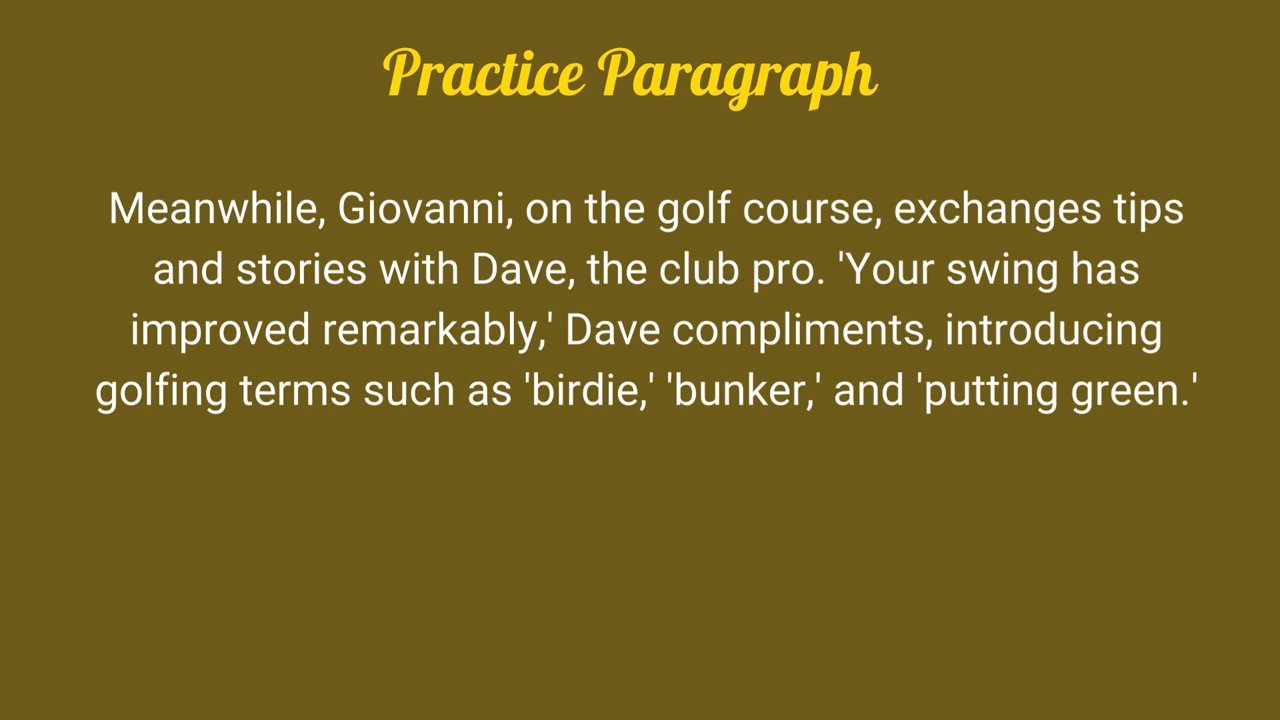 Practice Paragraph
Meanwhile, Giovanni, on the golf course, exchanges tips
and stories with Dave, the club pro. 'Your swing has
improved remarkably,' Dave compliments, introducing
golfing terms such as 'birdie,' 'bunker,' and 'putting green.'